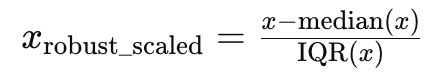 x_robust_scaled = (x−median(x)) / IQR(x)